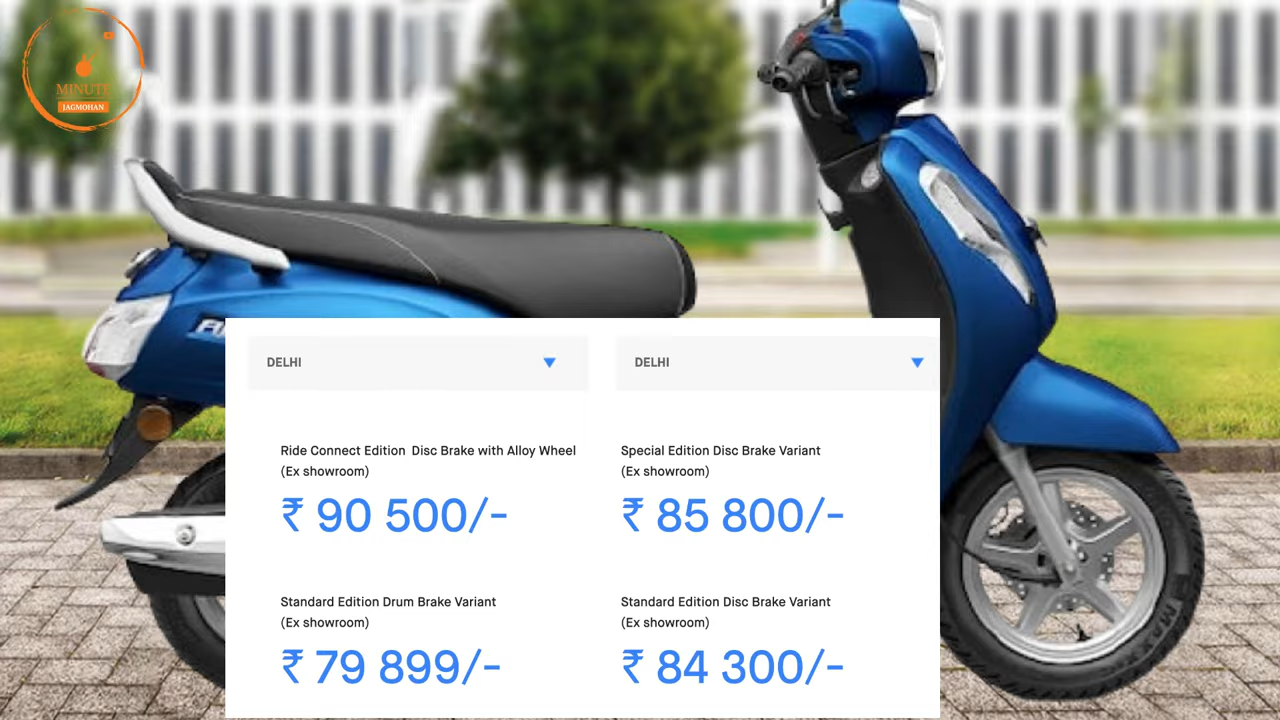 MINUTE
JAGMOHAN
DELHI
DELHI
Ride Connect Edition Disc Brake with Alloy Wheel
(Ex showroom)
₹ 90 500/-
Special Edition Disc Brake Variant
(Ex showroom)
₹ 85 800/-
Standard Edition Drum Brake Variant
(Ex showroom)
₹ 79 899/-
Standard Edition Disc Brake Variant
(Ex showroom)
₹ 84 300/-